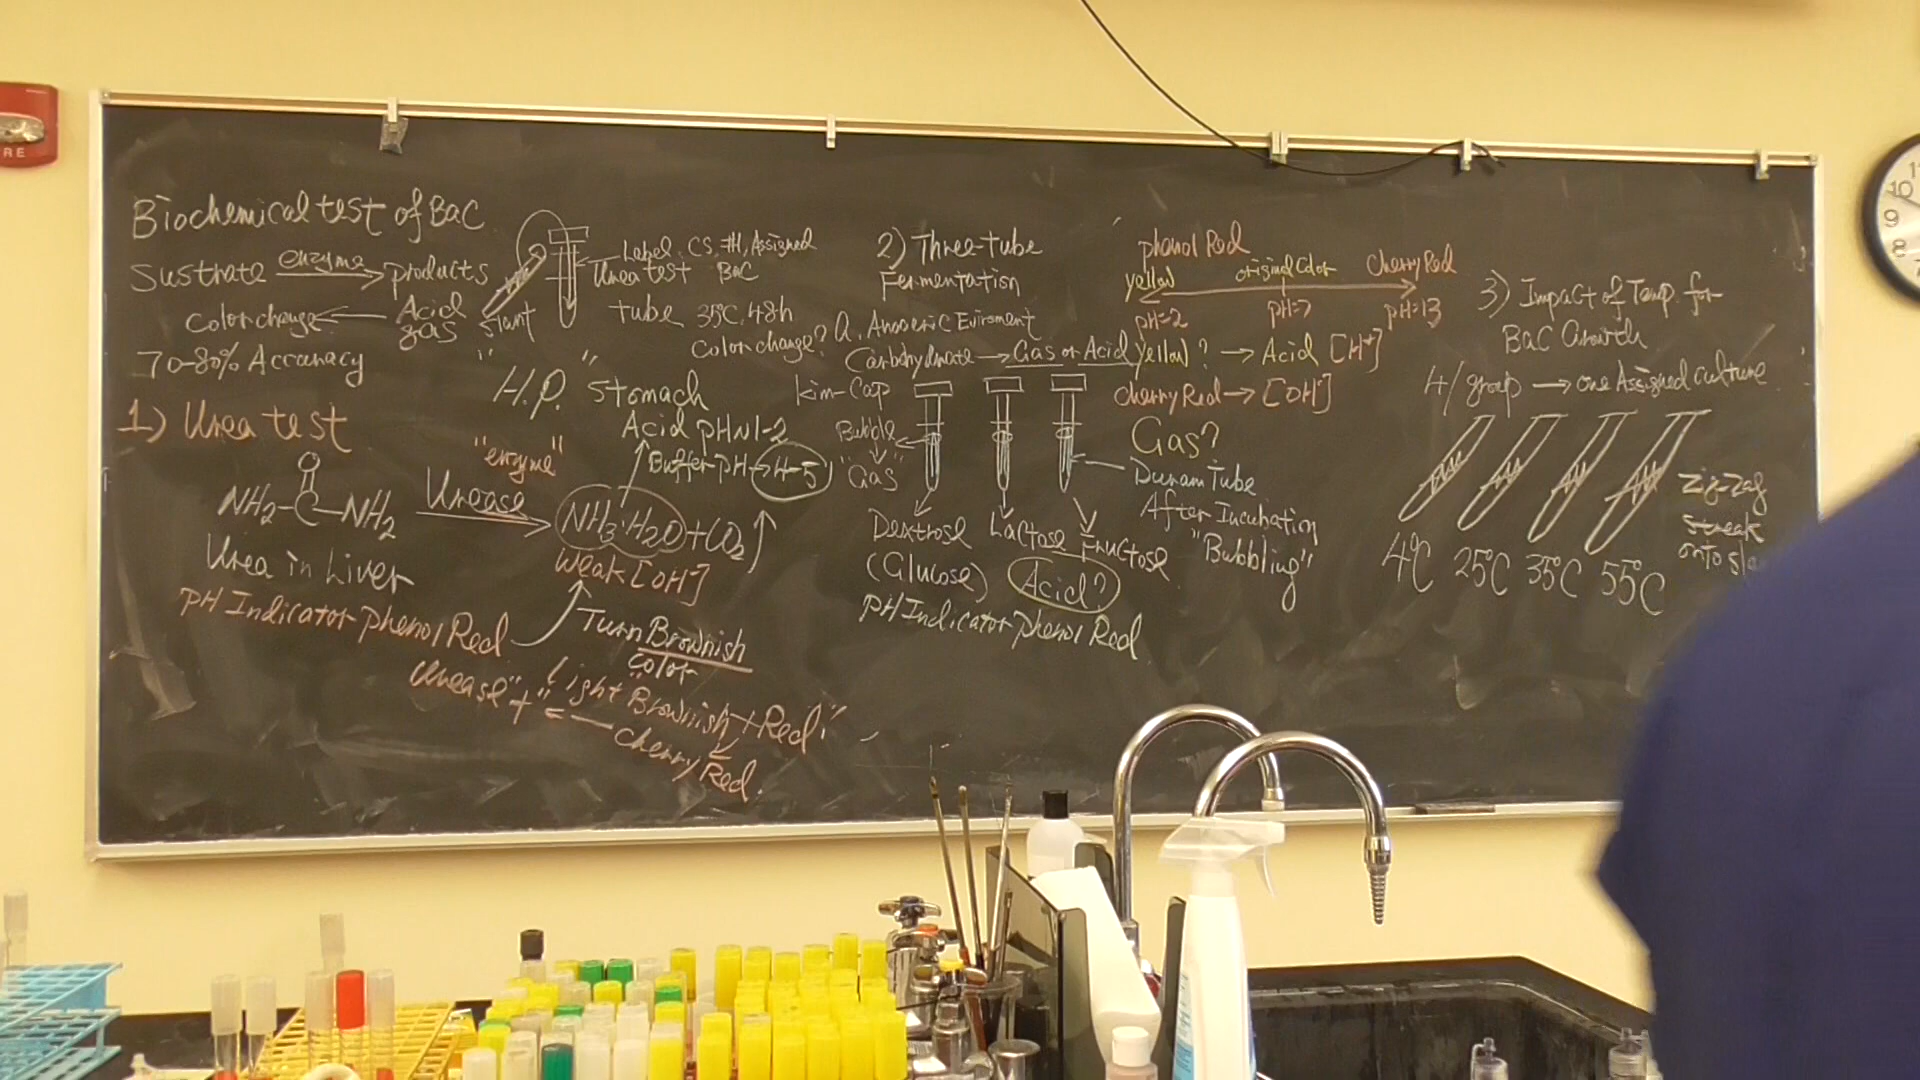 Biochemical test of BaC
Sustrate enzyme products
Color change Acid
gas
70-80% Accuracy
slant
Label. CS, #1, Assigned
Urea test BaC
tube 35°C, 48h
Color change?
1) Urea test
O
NH2-C-NH2
Urea in Liver
Urease
"enzyme"
NH3·H2O+CO2
Weak [OH-]
"H.P." Stomach
Acid pH~1-2
Buffer pH→4-5
pH Indicator phenol Red
Turn Brownish
Color
"Light Brownish→Red"
Urease "+" Cherry Red.
2) Three-tube
Fermentation
Carbohydrate → Gas or Acid
kim-cap
Bubble
"Gas"
Dextrose Lactose Fructose
(Glucose) Acid?
pH Indicator phenol Red
phenol Red
yellow original Color Cherry Red
pH=2 pH=7 pH=13
yellow? → Acid [H+]
cherry Red → [OH-]
Gas?
Duram Tube
After Incubation
"Bubbling"
3) Impact of Temp. for
BaC Growth
4/group → one Assigned culture
4°C 25°C 35°C 55°C
Zig-Zag
streak
onto
RE
10
9
8